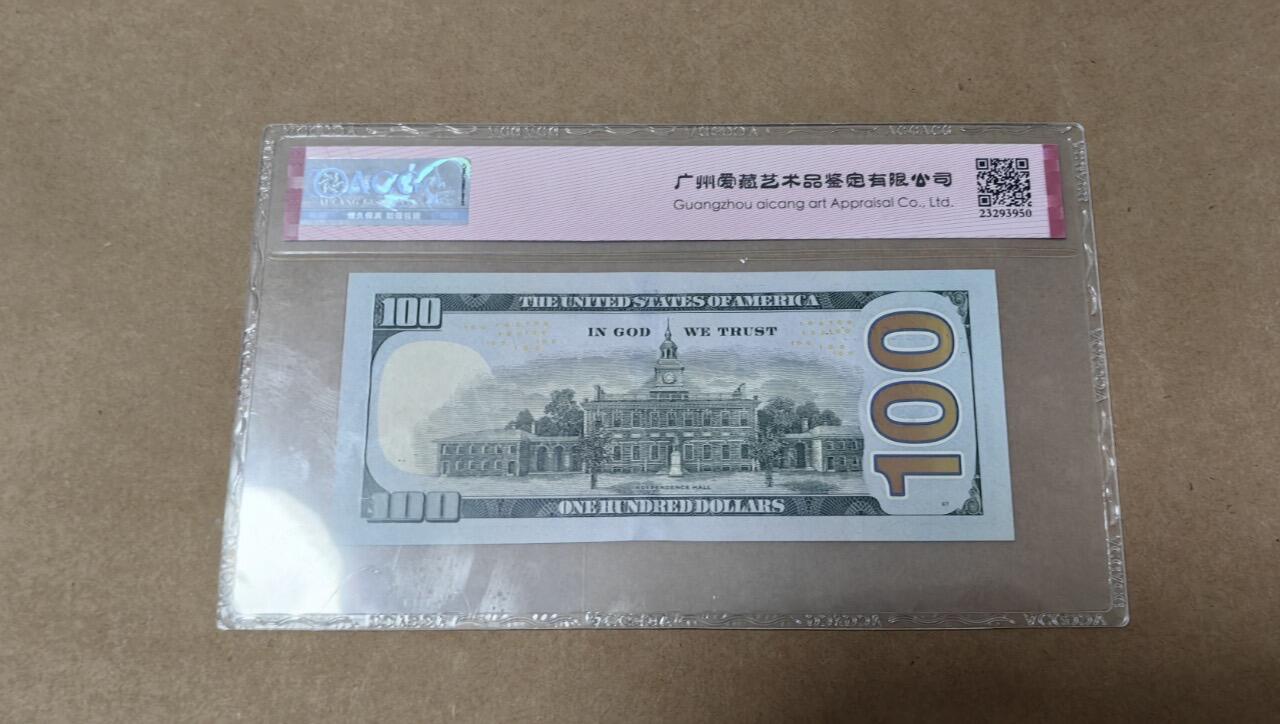 ACG
广州爱藏艺术品鉴定有限公司
Guangzhou aicang art Appraisal Co., Ltd.
23293950
100
THE UNITED STATES OF AMERICA
IN GOD WE TRUST
100
INDEPENDENCE HALL
100
ONE HUNDRED DOLLARS